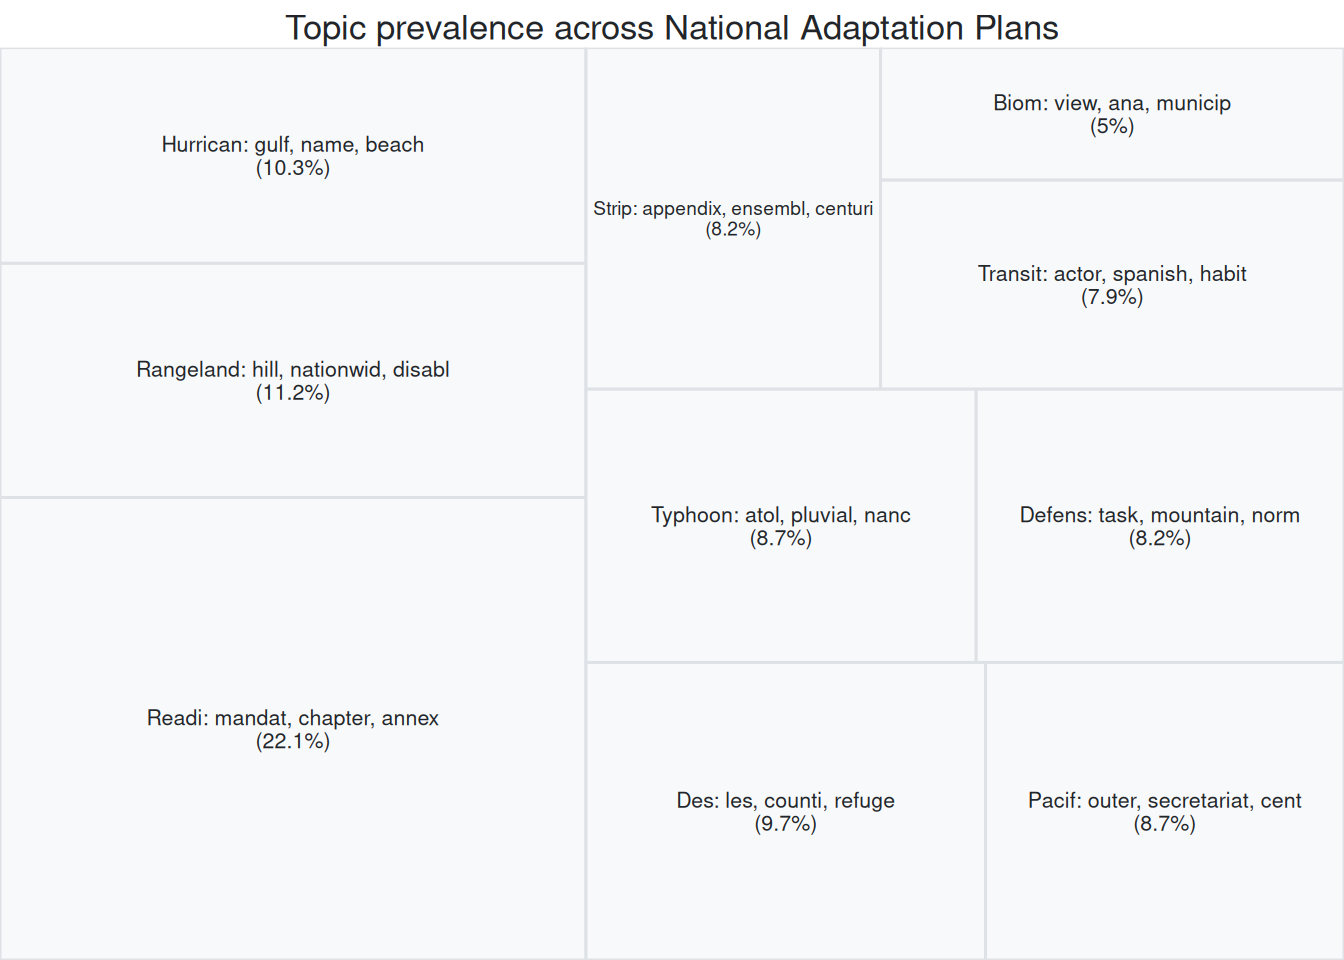 Topic prevalence across National Adaptation Plans
Hurrican: gulf, name, beach
(10.3%)
Rangeland: hill, nationwid, disabl
(11.2%)
Readi: mandat, chapter, annex
(22.1%)
Strip: appendix, ensembl, centuri
(8.2%)
Biom: view, ana, municip
(5%)
Transit: actor, spanish, habit
(7.9%)
Typhoon: atol, pluvial, nanc
(8.7%)
Defens: task, mountain, norm
(8.2%)
Des: les, counti, refuge
(9.7%)
Pacif: outer, secretariat, cent
(8.7%)